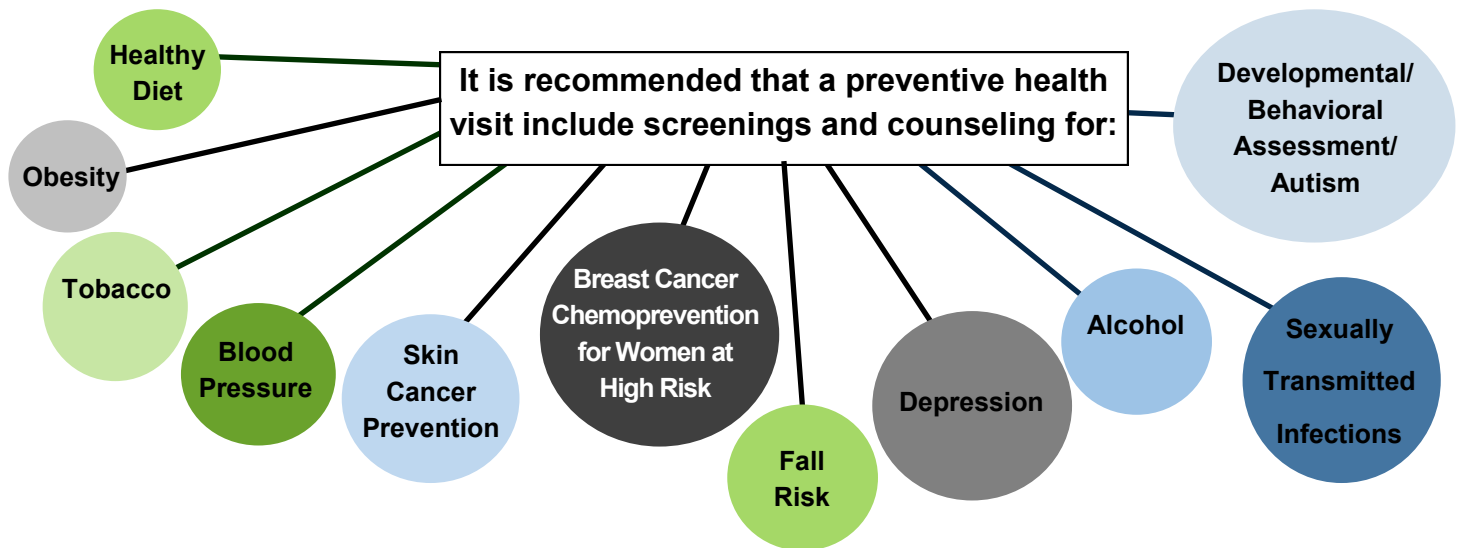 It is recommended that a preventive health
visit include screenings and counseling for:
Healthy
Diet
Obesity
Tobacco
Blood
Pressure
Skin
Cancer
Prevention
Breast Cancer
Chemoprevention
for Women at
High Risk
Fall
Risk
Depression
Alcohol
Sexually
Transmitted
Infections
Developmental/
Behavioral
Assessment/
Autism